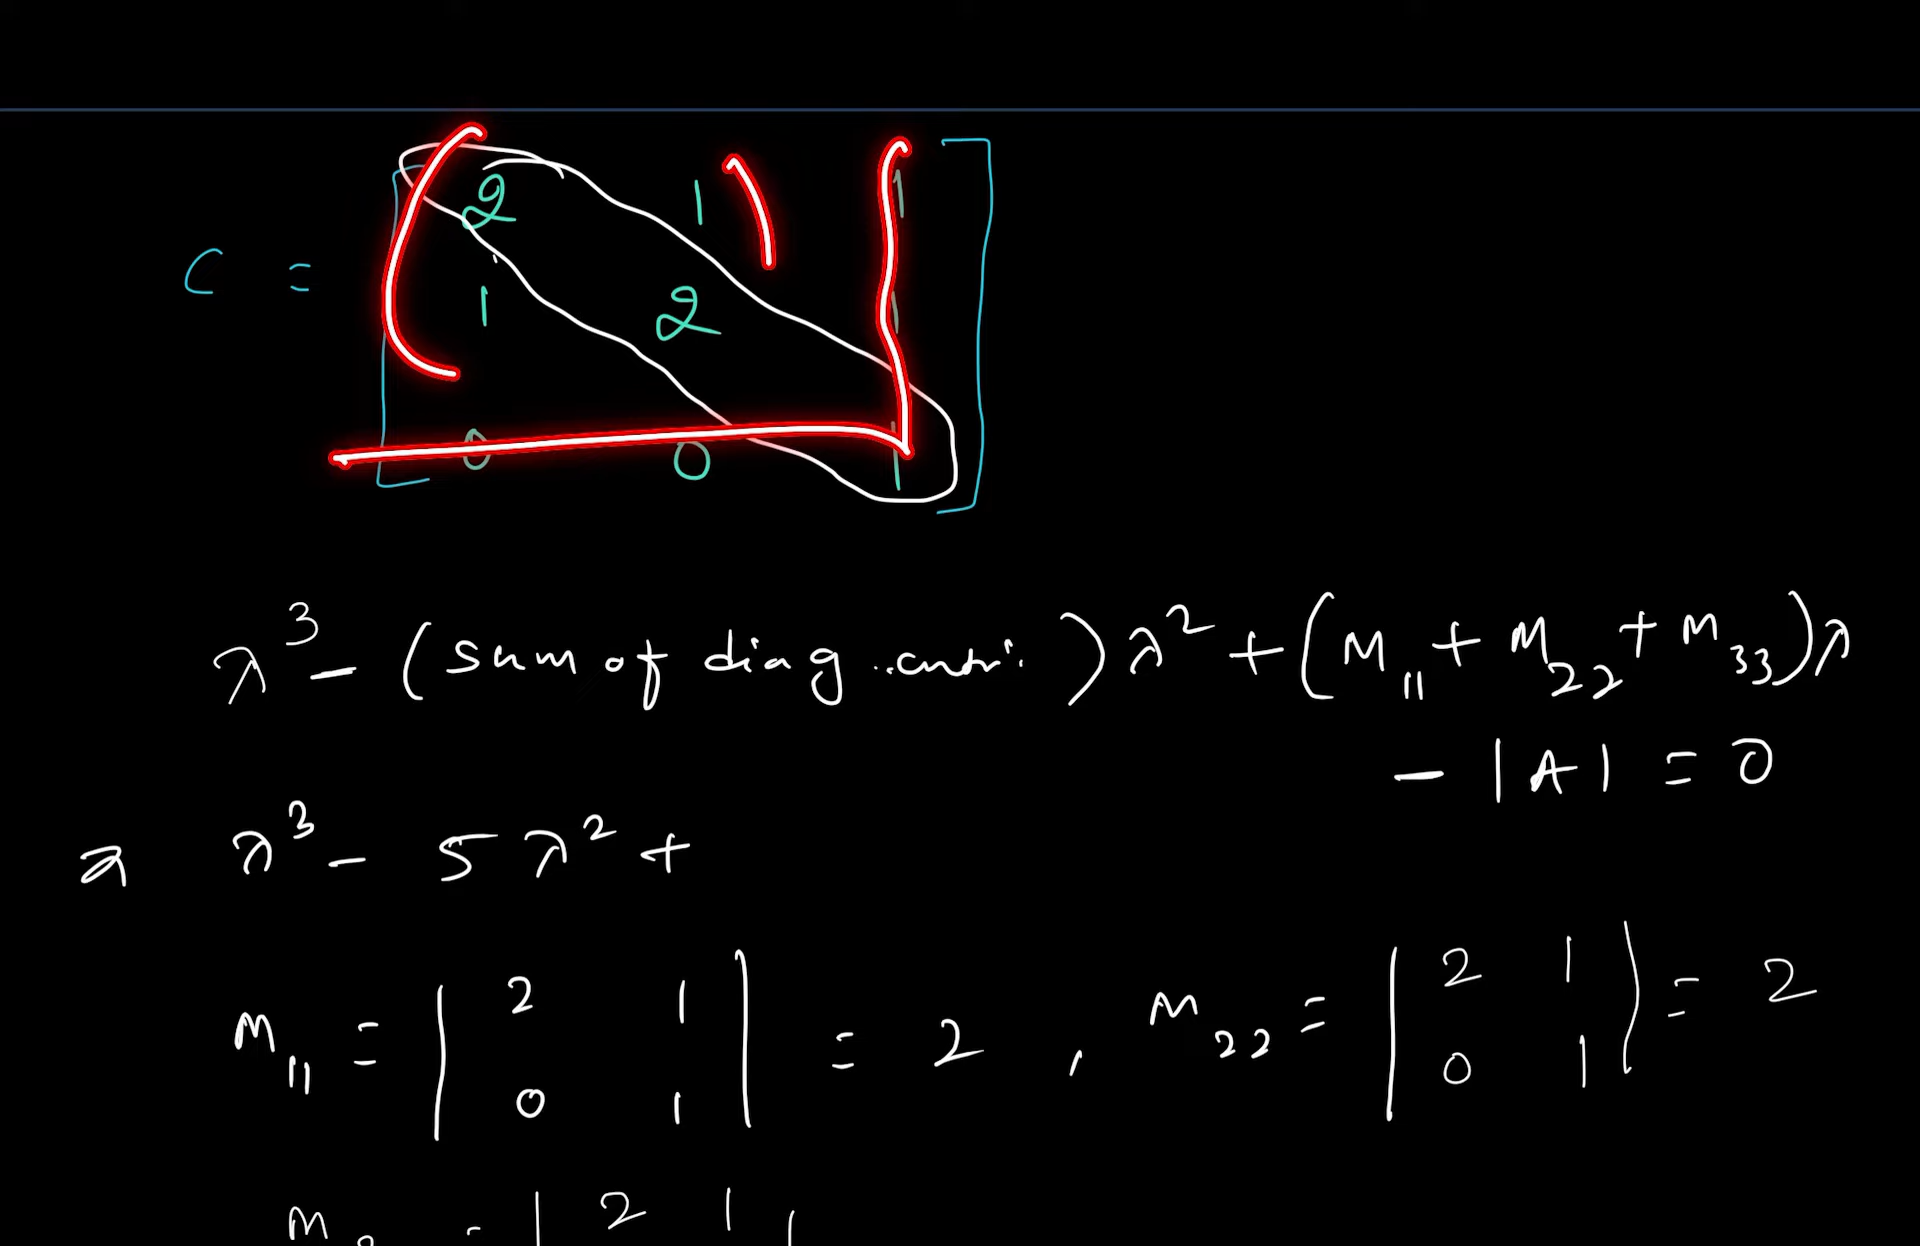 C = [ 2 1 1
1 2 1
0 0 1 ]
λ³ - (sum of diag. entri.)λ² + (M₁₁ + M₂₂ + M₃₃)λ
- |A| = 0
λ³ - 5λ² +
M₁₁ = | 2 1 | = 2 , M₂₂ = | 2 1 | = 2
| 0 1 | | 0 1 |
M = | 2 1 |